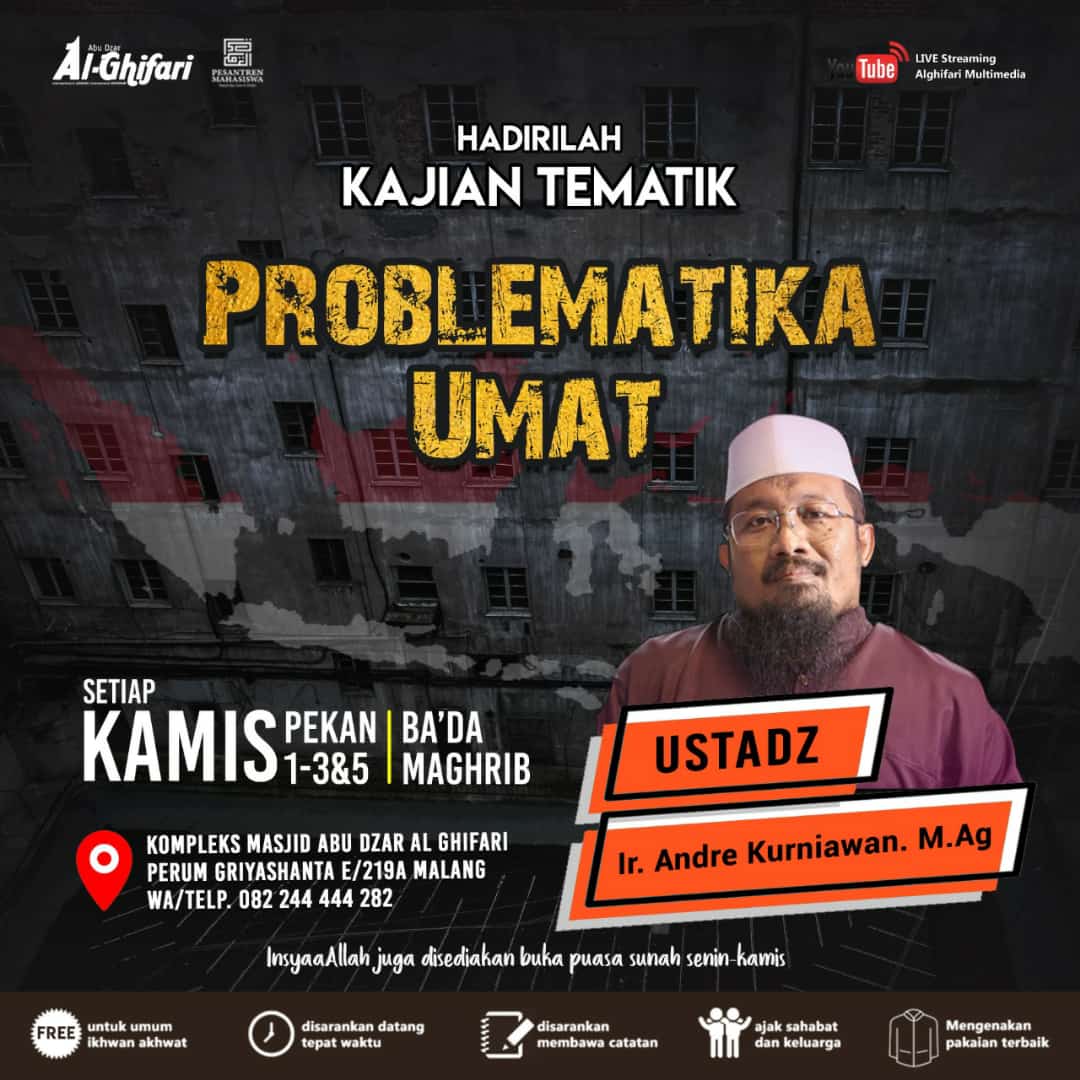 Abu Dzar
Al-Ghifari
PESANTREN
MAHASISWA
YouTube
LIVE Streaming
Alghifari Multimedia
HADIRILAH
KAJIAN TEMATIK
PROBLEMATIKA
UMAT
SETIAP
KAMIS
PEKAN
1-3&5
BA'DA
MAGHRIB
USTADZ
Ir. Andre Kurniawan. M.Ag
KOMPLEKS MASJID ABU DZAR AL GHIFARI
PERUM GRIYASHANTA E/219A MALANG
WA/TELP. 082 244 444 282
InsyaaAllah juga disediakan buka puasa sunah senin-kamis
FREE
untuk umum
ikhwan akhwat
disarankan datang
tepat waktu
disarankan
membawa catatan
ajak sahabat
dan keluarga
Mengenakan
pakaian terbaik